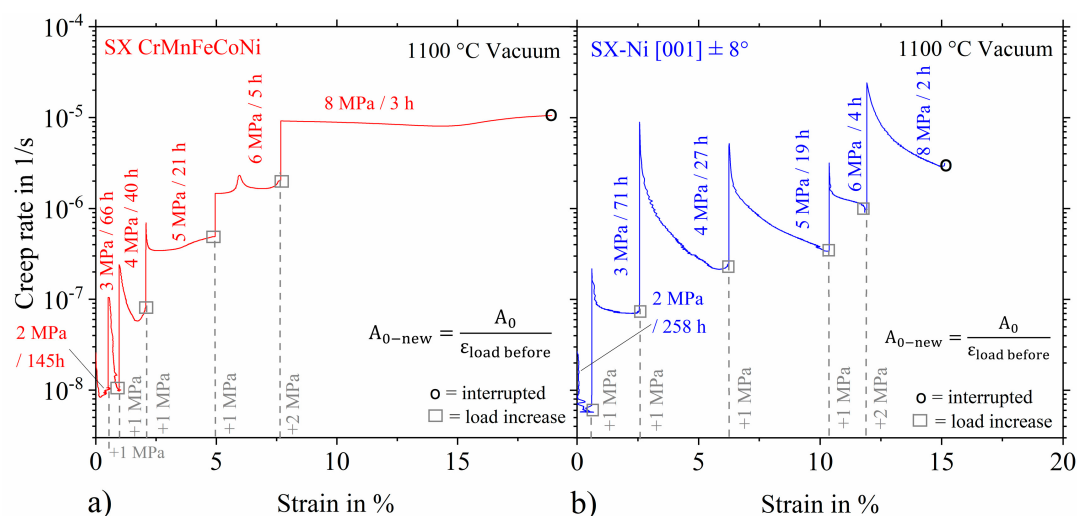 10⁻⁴
10⁻⁵
10⁻⁶
10⁻⁷
10⁻⁸
Creep rate in 1/s
SX CrMnFeCoNi
1100 °C Vacuum
2 MPa
/ 145h
3 MPa / 66 h
4 MPa / 40 h
5 MPa / 21 h
6 MPa / 5 h
8 MPa / 3 h
A₀₋new = A₀ / ε load before
o = interrupted
□ = load increase
+1 MPa
+1 MPa
+1 MPa
+1 MPa
+2 MPa
0 5 10 15
Strain in %
a)
SX-Ni [001] ± 8°
1100 °C Vacuum
2 MPa
/ 258 h
3 MPa / 71 h
4 MPa / 27 h
5 MPa / 19 h
6 MPa / 4 h
8 MPa / 2 h
A₀₋new = A₀ / ε load before
o = interrupted
□ = load increase
+1 MPa
+1 MPa
+1 MPa
+1 MPa
+2 MPa
0 5 10 15 20
Strain in %
b)